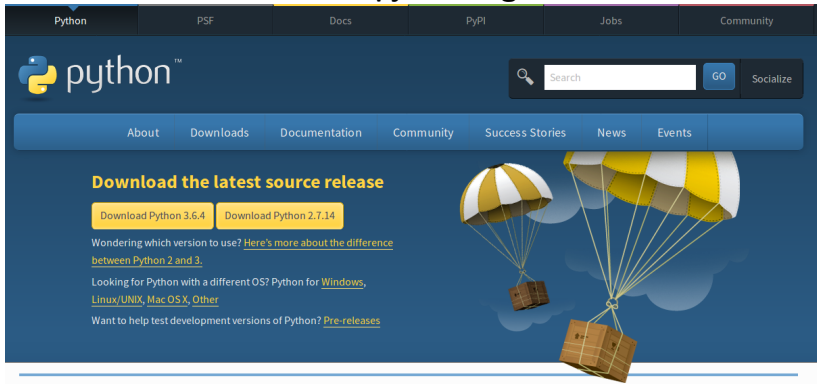 Python PSF Docs PyPI Jobs Community
python™
Search GO Socialize
About Downloads Documentation Community Success Stories News Events
Download the latest source release
Download Python 3.6.4 Download Python 2.7.14
Wondering which version to use? Here's more about the difference
between Python 2 and 3.
Looking for Python with a different OS? Python for Windows,
Linux/UNIX, Mac OS X, Other
Want to help test development versions of Python? Pre-releases